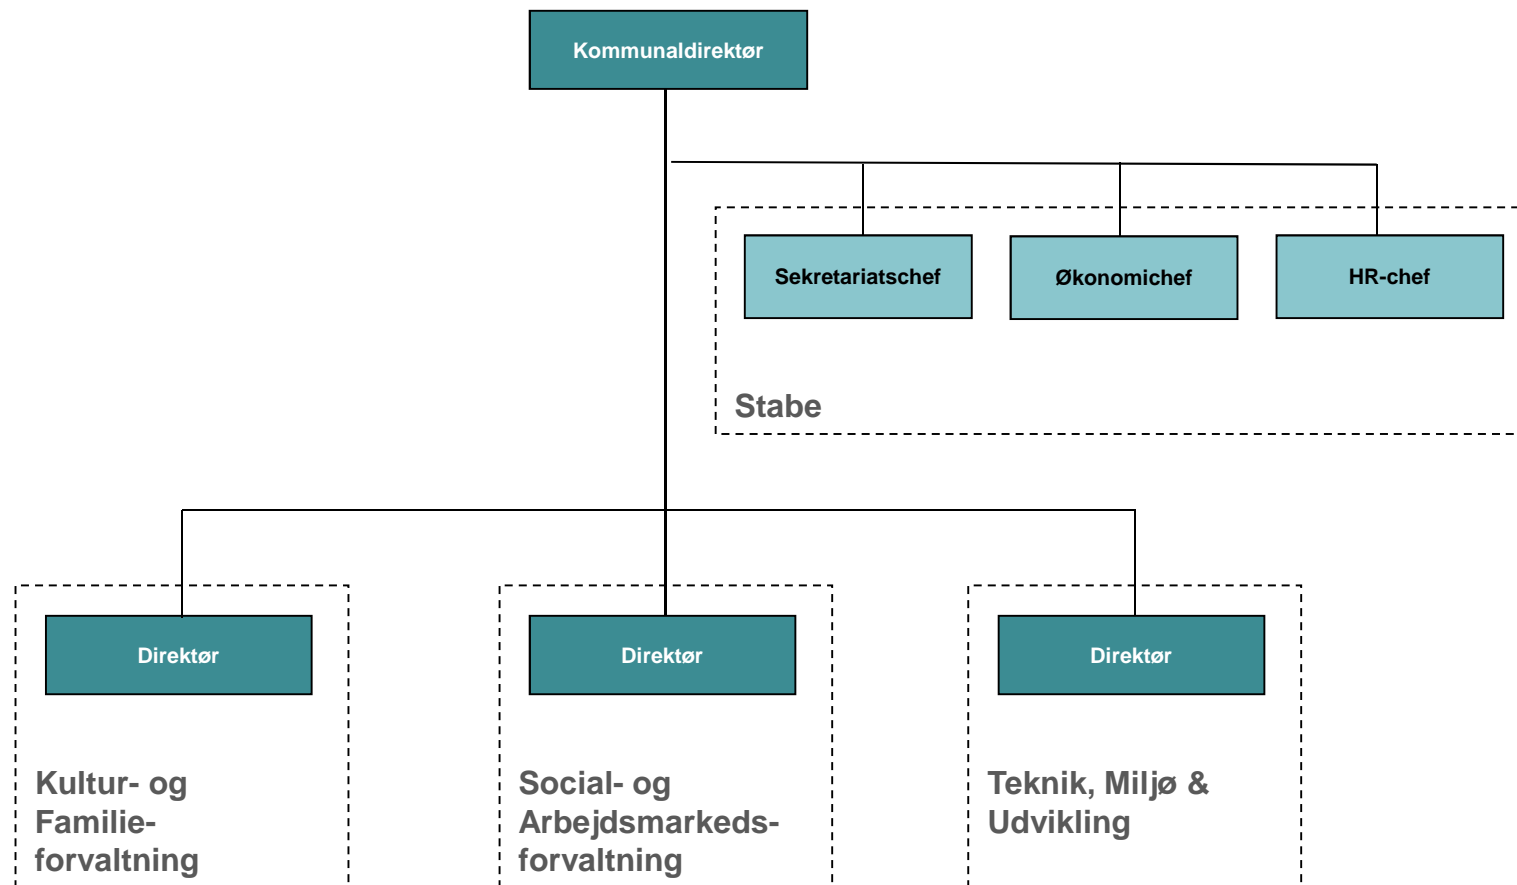 Kommunaldirektør
Sekretariatschef
Økonomichef
HR-chef
Stabe
Direktør
Direktør
Direktør
Kultur- og
Familie-
forvaltning
Social- og
Arbejdsmarkeds-
forvaltning
Teknik, Miljø &
Udvikling